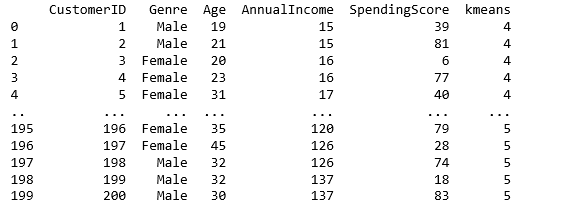 CustomerID Genre Age AnnualIncome SpendingScore kmeans
0 1 Male 19 15 39 4
1 2 Male 21 15 81 4
2 3 Female 20 16 6 4
3 4 Female 23 16 77 4
4 5 Female 31 17 40 4
.. ... ... ... ... ... ...
195 196 Female 35 120 79 5
196 197 Female 45 126 28 5
197 198 Male 32 126 74 5
198 199 Male 32 137 18 5
199 200 Male 30 137 83 5